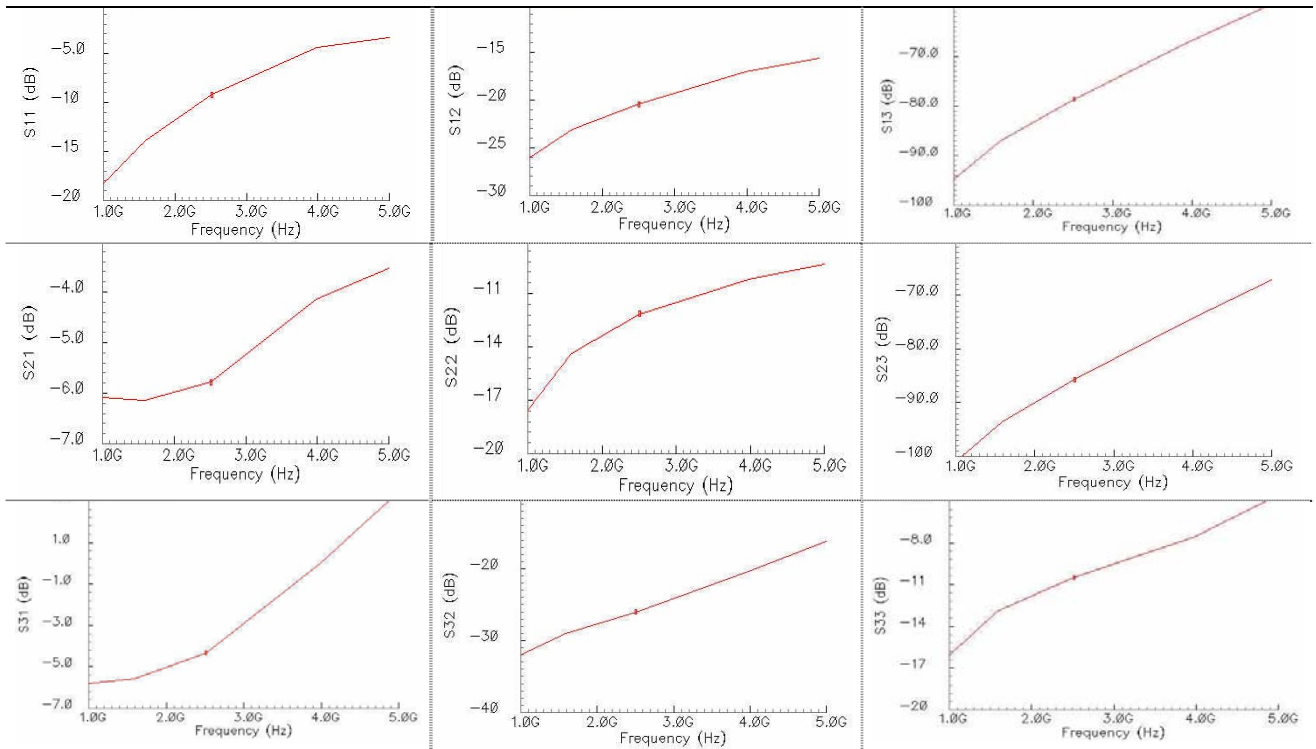 S11 (dB)
-5.0
-10
-15
-20
1.0G 2.0G 3.0G 4.0G 5.0G
Frequency (Hz)
S12 (dB)
-15
-20
-25
-30
1.0G 2.0G 3.0G 4.0G 5.0G
Frequency (Hz)
S13 (dB)
-70.0
-80.0
-90.0
-100
1.0G 3.0G 5.0G
Frequency (Hz)
S21 (dB)
-4.0
-5.0
-6.0
-7.0
1.0G 2.0G 3.0G 4.0G 5.0G
Frequency (Hz)
S22 (dB)
-11
-14
-17
-20
1.0G 2.0G 3.0G 4.0G 5.0G
Frequency (Hz)
S23 (dB)
-70.0
-80.0
-90.0
-100
1.0G 2.0G 3.0G 4.0G 5.0G
Frequency (Hz)
S31 (dB)
1.0
-1.0
-3.0
-5.0
-7.0
1.0G 2.0G 3.0G 4.0G 5.0G
Frequency (Hz)
S32 (dB)
-20
-30
-40
1.0G 2.0G 3.0G 4.0G 5.0G
Frequency (Hz)
S33 (dB)
-8.0
-11
-14
-17
-20
1.0G 2.0G 3.0G 4.0G 5.0G
Frequency (Hz)